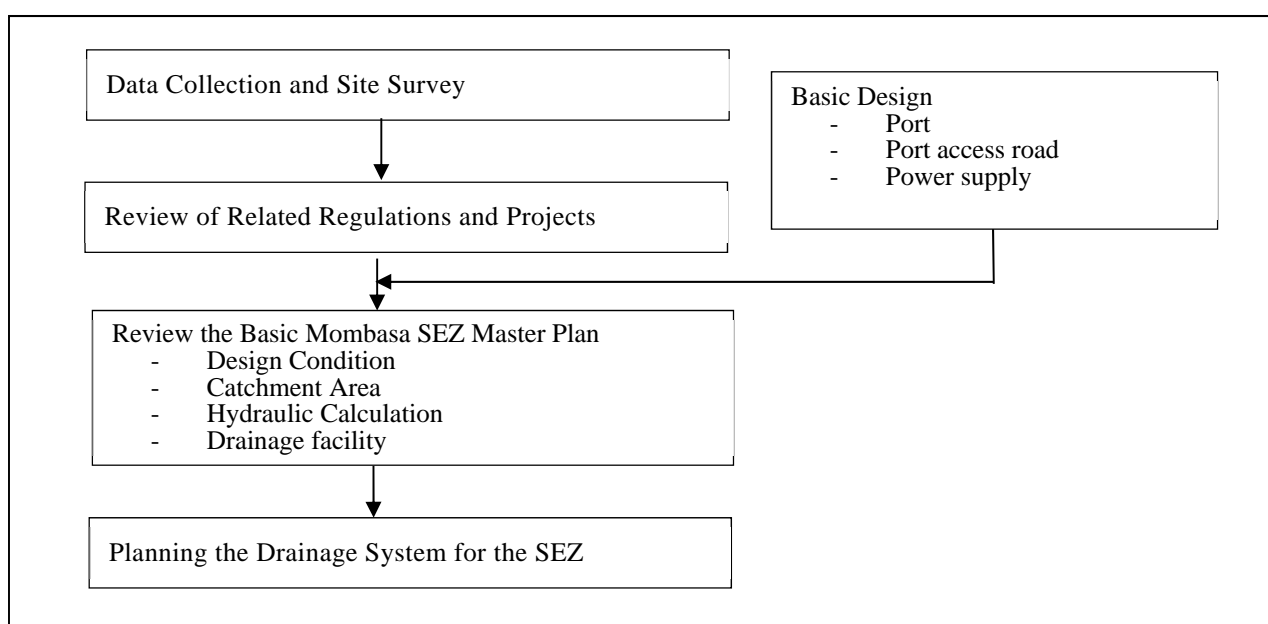 Data Collection and Site Survey
Basic Design
- Port
- Port access road
- Power supply
Review of Related Regulations and Projects
Review the Basic Mombasa SEZ Master Plan
- Design Condition
- Catchment Area
- Hydraulic Calculation
- Drainage facility
Planning the Drainage System for the SEZ